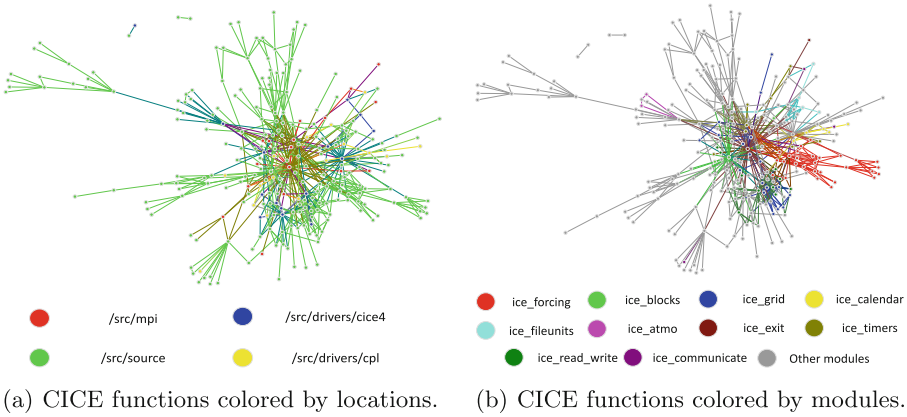 /src/mpi
/src/drivers/cice4
/src/source
/src/drivers/cpl
(a) CICE functions colored by locations.
ice_forcing
ice_blocks
ice_grid
ice_calendar
ice_fileunits
ice_atmo
ice_exit
ice_timers
ice_read_write
ice_communicate
Other modules
(b) CICE functions colored by modules.